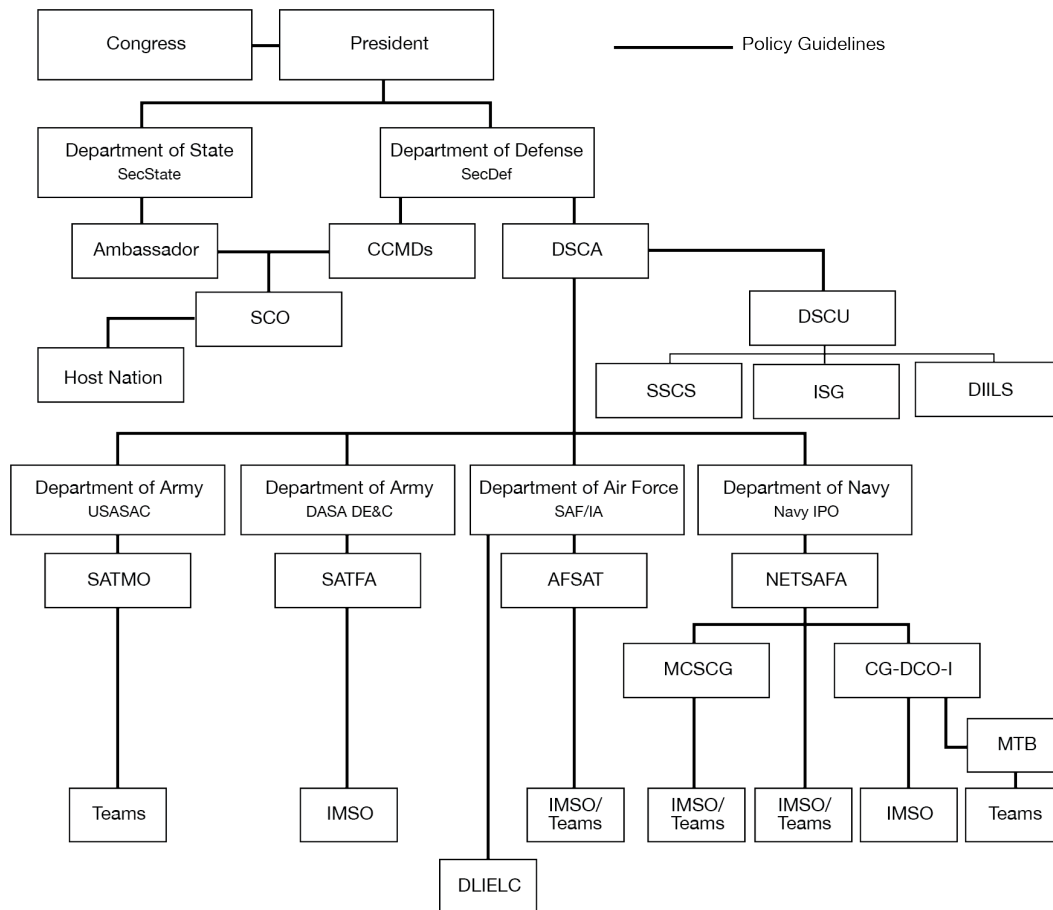 Congress
President
Policy Guidelines
Department of State
SecState
Department of Defense
SecDef
Ambassador
CCMDs
DSCA
SCO
DSCU
Host Nation
SSCS
ISG
DIILS
Department of Army
USASAC
Department of Army
DASA DE&C
Department of Air Force
SAF/IA
Department of Navy
Navy IPO
SATMO
SATFA
AFSAT
NETSAFA
MCSCG
CG-DCO-I
MTB
Teams
IMSO
IMSO/
Teams
IMSO/
Teams
IMSO/
Teams
IMSO
Teams
DLIELC